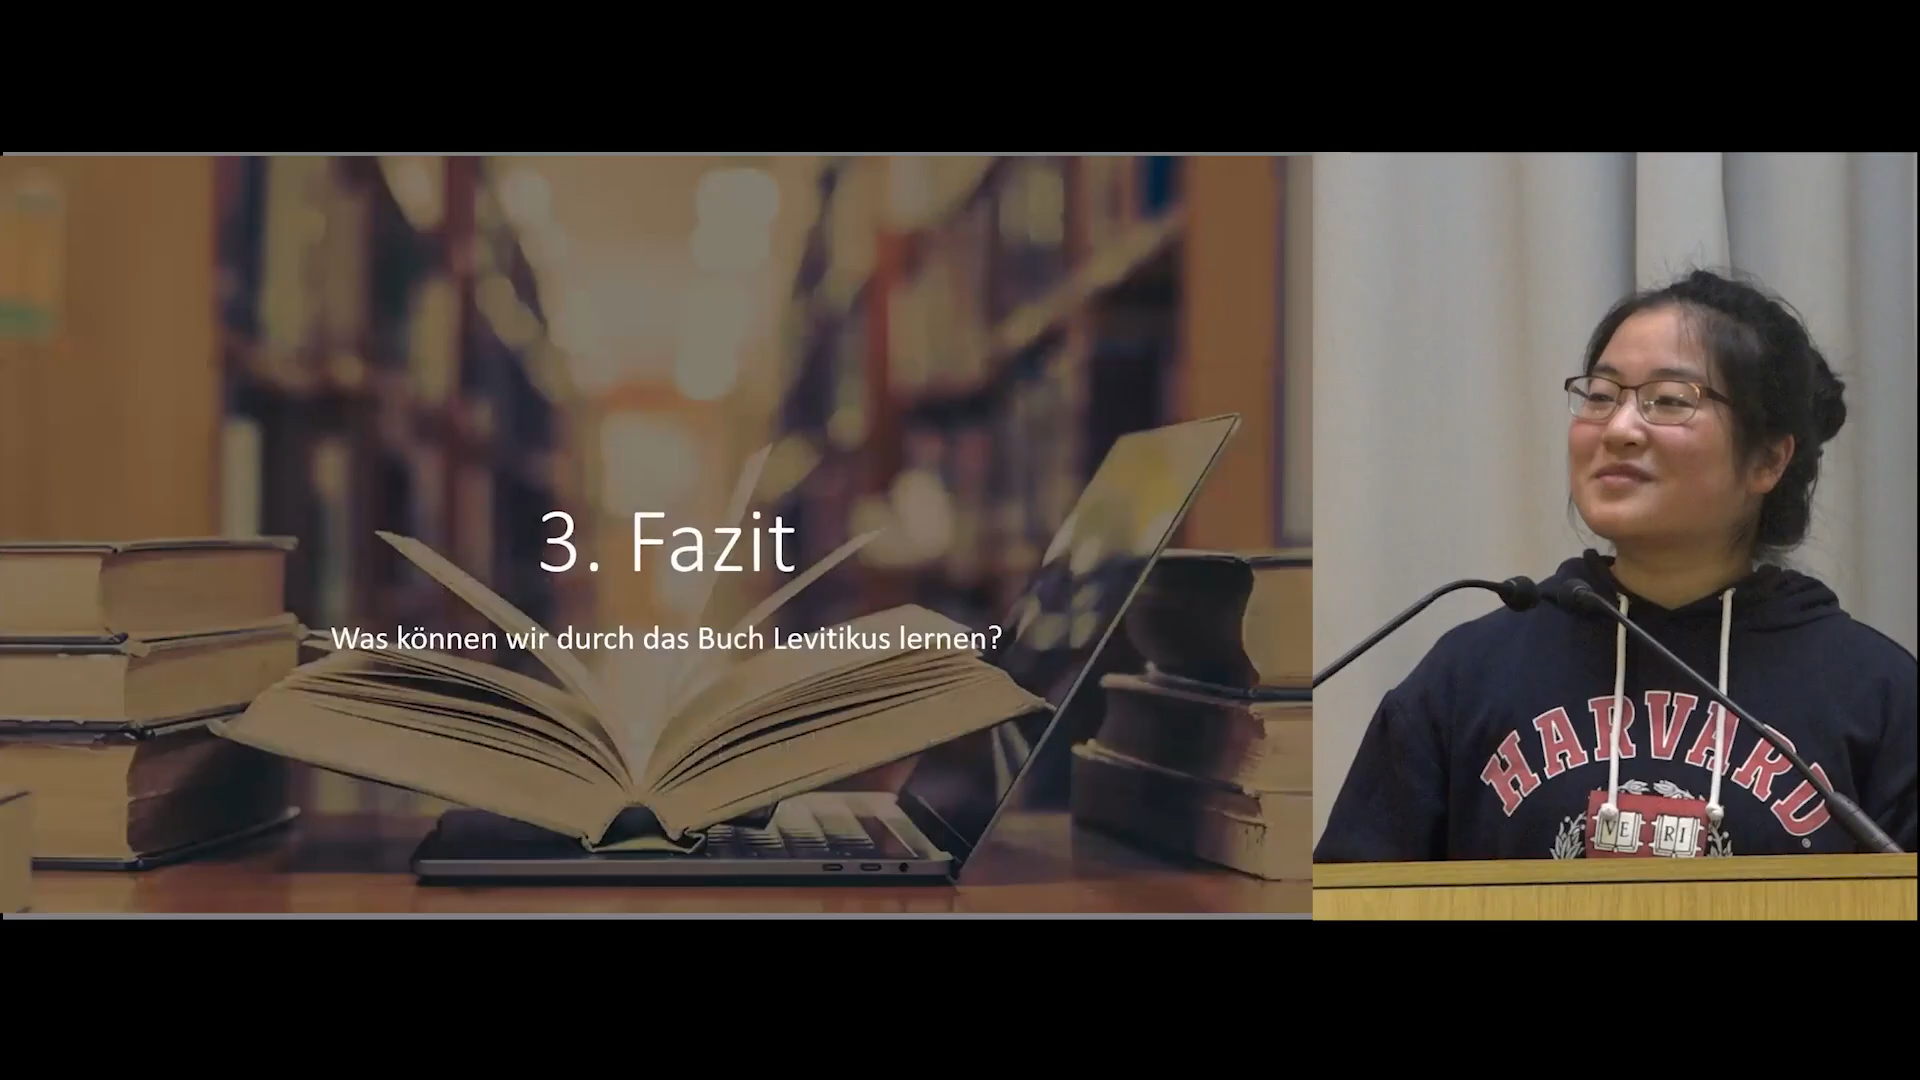 3. Fazit
Was können wir durch das Buch Levitikus lernen?
HARVARD
VE RI